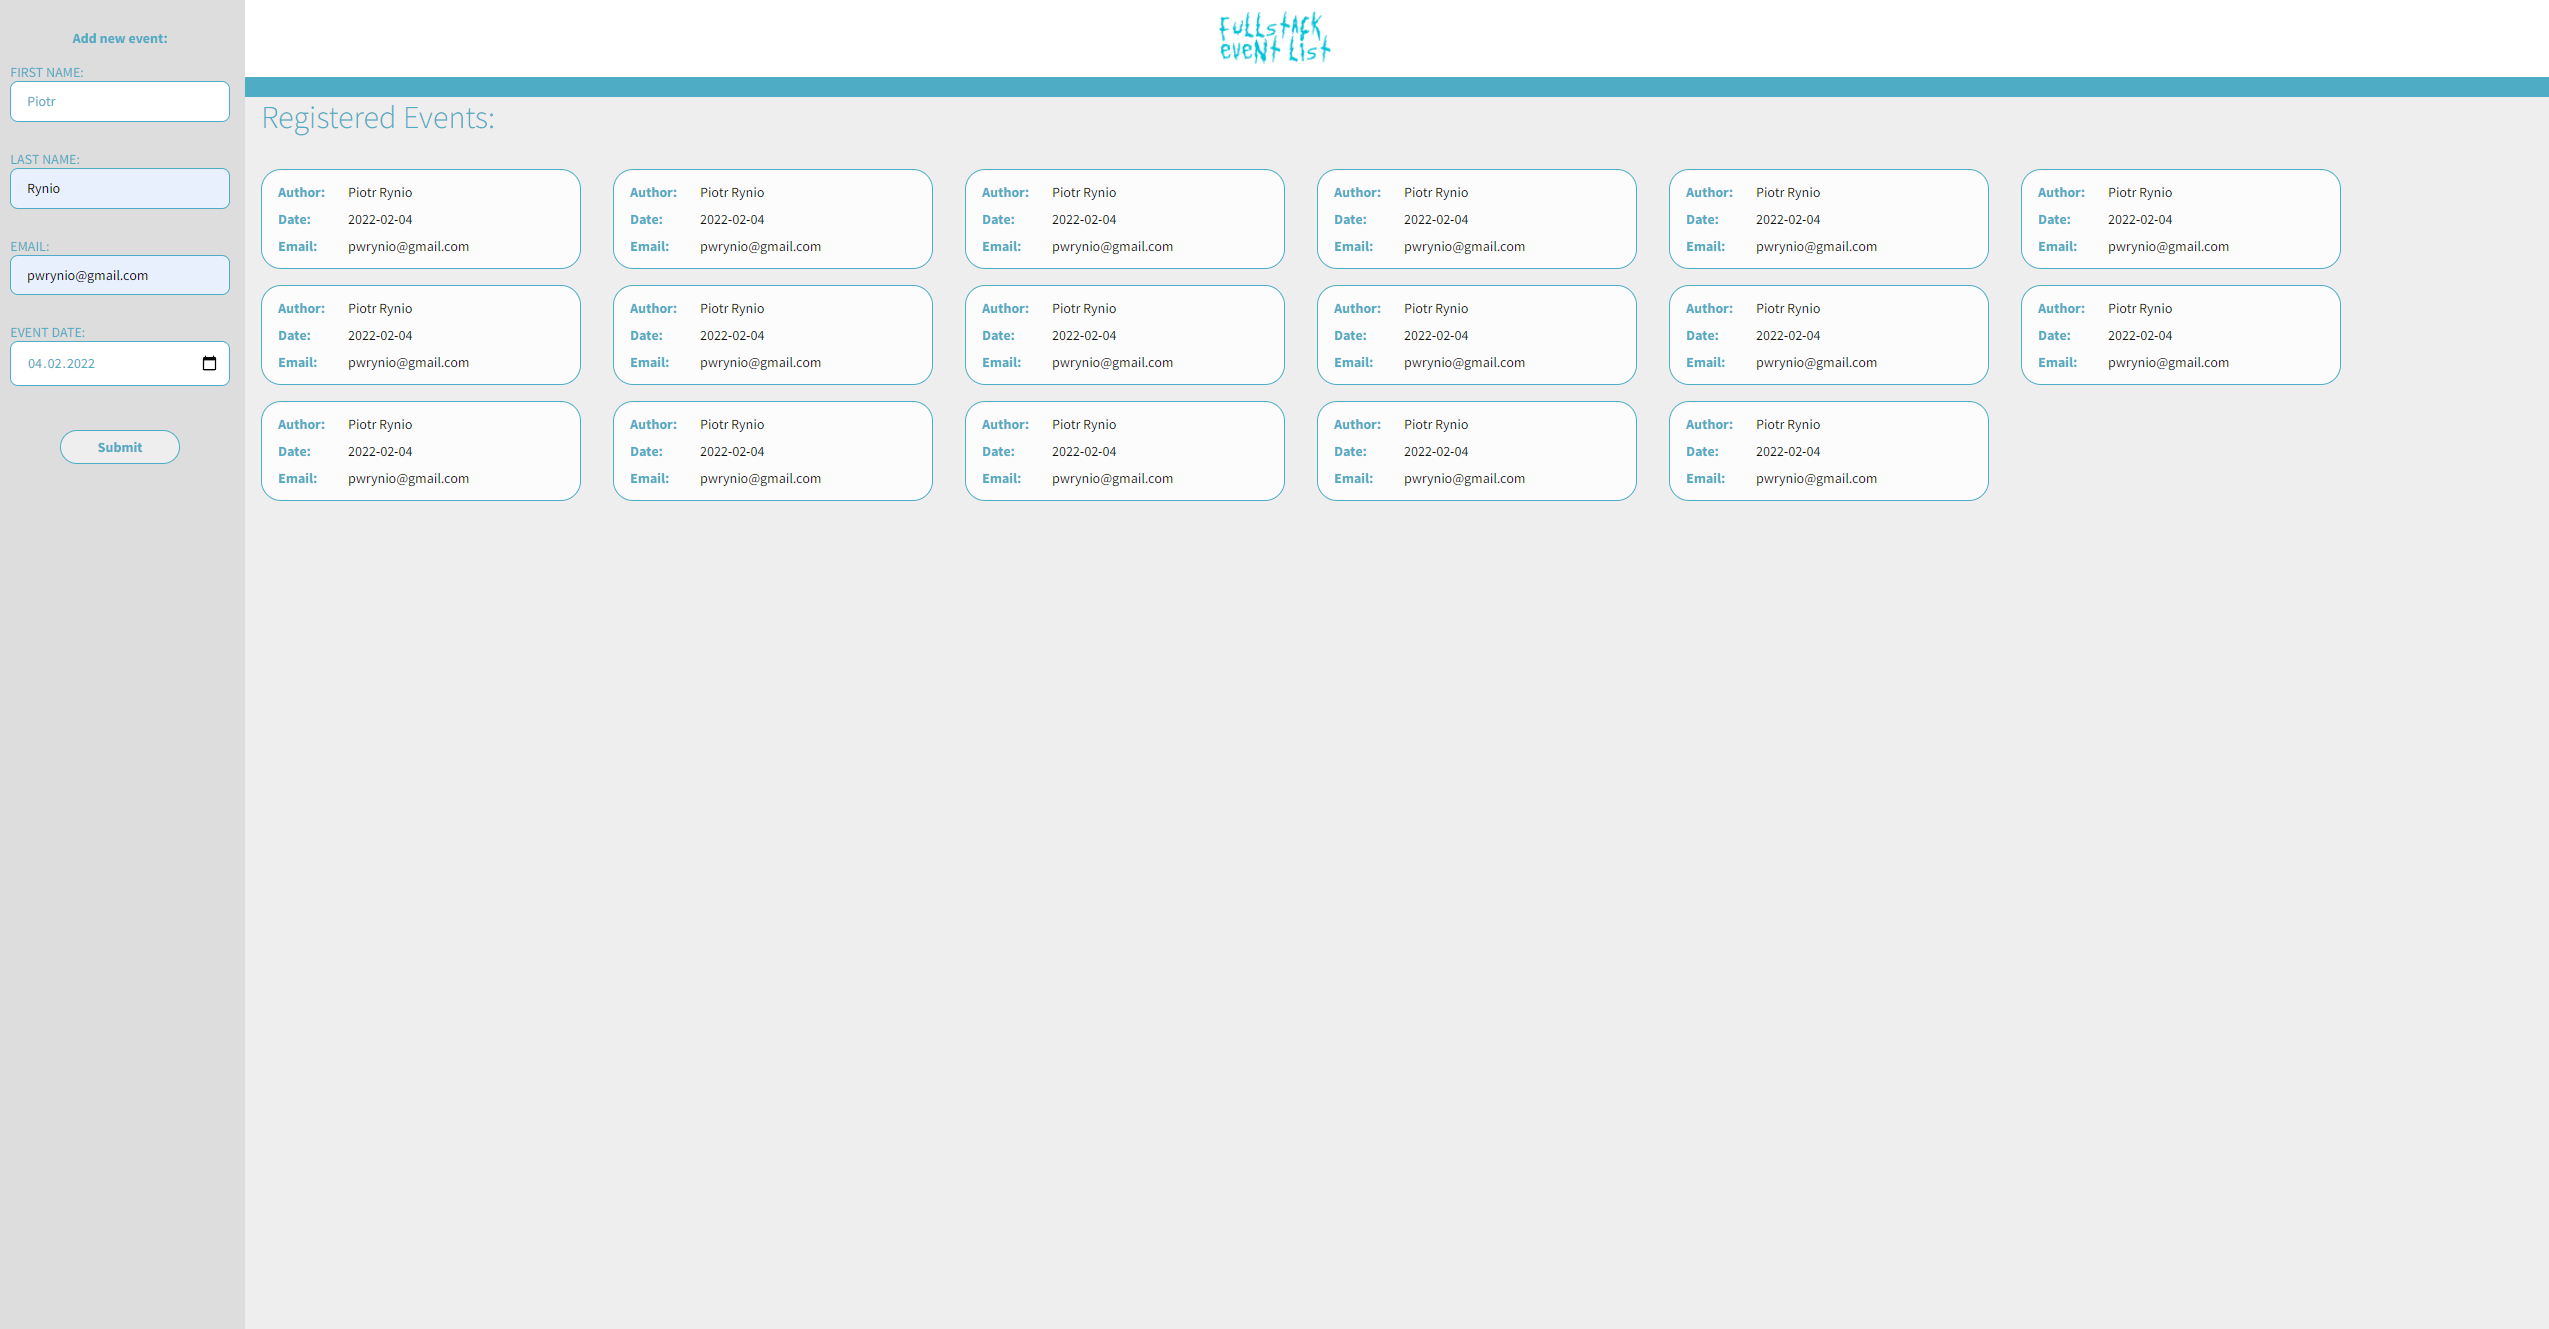 Add new event:
FIRST NAME:
Piotr
LAST NAME:
Rynio
EMAIL:
pwrynio@gmail.com
EVENT DATE:
04.02.2022
Submit
FULLSTACK
EVENT LIST
Registered Events:
Author: Piotr Rynio
Date: 2022-02-04
Email: pwrynio@gmail.com
Author: Piotr Rynio
Date: 2022-02-04
Email: pwrynio@gmail.com
Author: Piotr Rynio
Date: 2022-02-04
Email: pwrynio@gmail.com
Author: Piotr Rynio
Date: 2022-02-04
Email: pwrynio@gmail.com
Author: Piotr Rynio
Date: 2022-02-04
Email: pwrynio@gmail.com
Author: Piotr Rynio
Date: 2022-02-04
Email: pwrynio@gmail.com
Author: Piotr Rynio
Date: 2022-02-04
Email: pwrynio@gmail.com
Author: Piotr Rynio
Date: 2022-02-04
Email: pwrynio@gmail.com
Author: Piotr Rynio
Date: 2022-02-04
Email: pwrynio@gmail.com
Author: Piotr Rynio
Date: 2022-02-04
Email: pwrynio@gmail.com
Author: Piotr Rynio
Date: 2022-02-04
Email: pwrynio@gmail.com
Author: Piotr Rynio
Date: 2022-02-04
Email: pwrynio@gmail.com
Author: Piotr Rynio
Date: 2022-02-04
Email: pwrynio@gmail.com
Author: Piotr Rynio
Date: 2022-02-04
Email: pwrynio@gmail.com
Author: Piotr Rynio
Date: 2022-02-04
Email: pwrynio@gmail.com
Author: Piotr Rynio
Date: 2022-02-04
Email: pwrynio@gmail.com
Author: Piotr Rynio
Date: 2022-02-04
Email: pwrynio@gmail.com